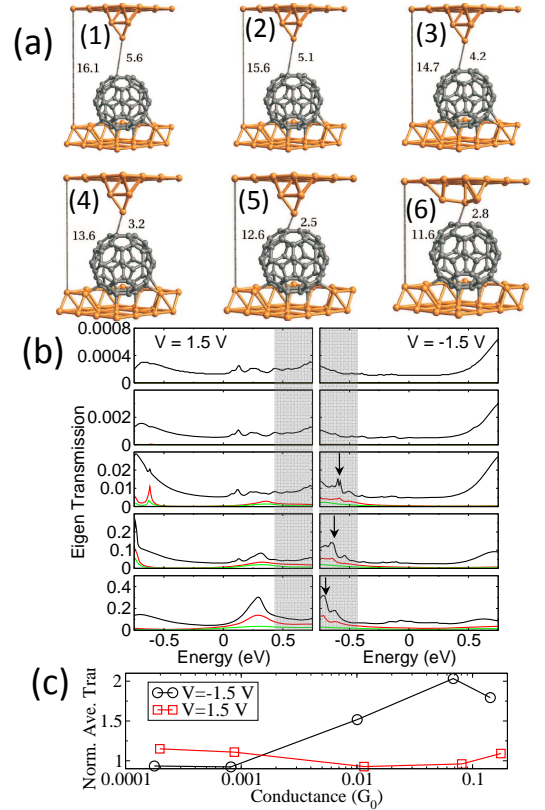 (a) (1) (2) (3)
16.1 5.6 15.6 5.1 14.7 4.2
(4) (5) (6)
13.6 3.2 12.6 2.5 11.6 2.8
(b)
V = 1.5 V V = -1.5 V
0.0008
0.0004
0
0.002
0
0.02
0.01
0
0.2
0.1
0
0.4
0.2
0
Eigen Transmission
-0.5 0 0.5 -0.5 0 0.5
Energy (eV) Energy (eV)
(c)
2
1.5
1
Norm. Ave.
V=-1.5 V
V=1.5 V
0.0001 0.001 0.01 0.1
Conductance (G0)